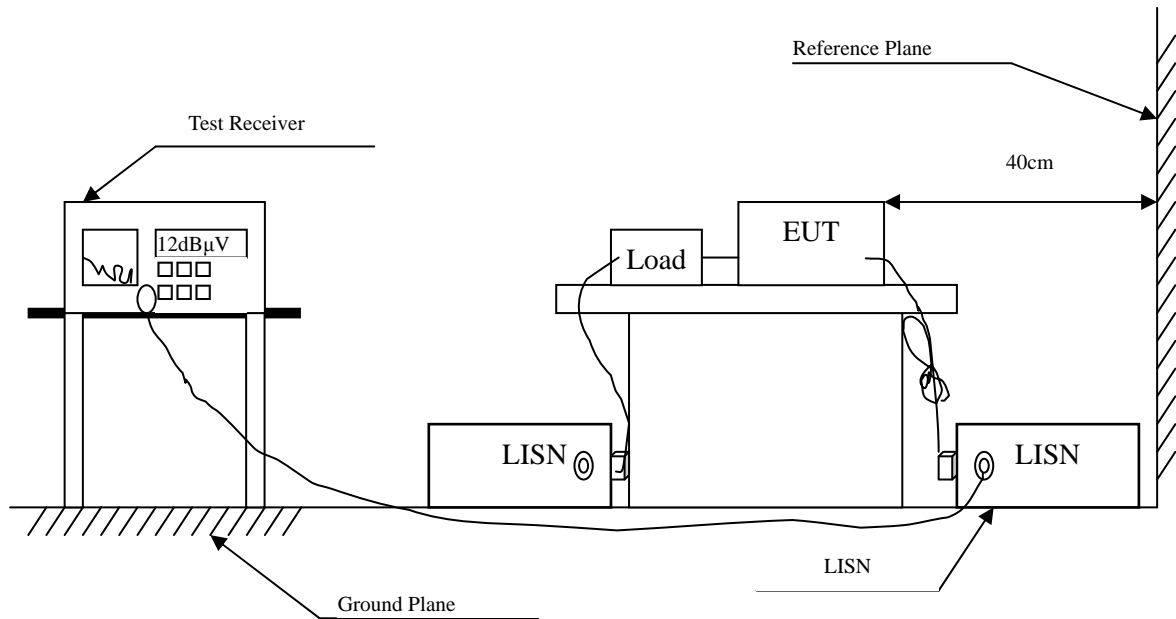 Reference Plane
Test Receiver
40cm
12dBμV
EUT
Load
LISN
LISN
LISN
Ground Plane